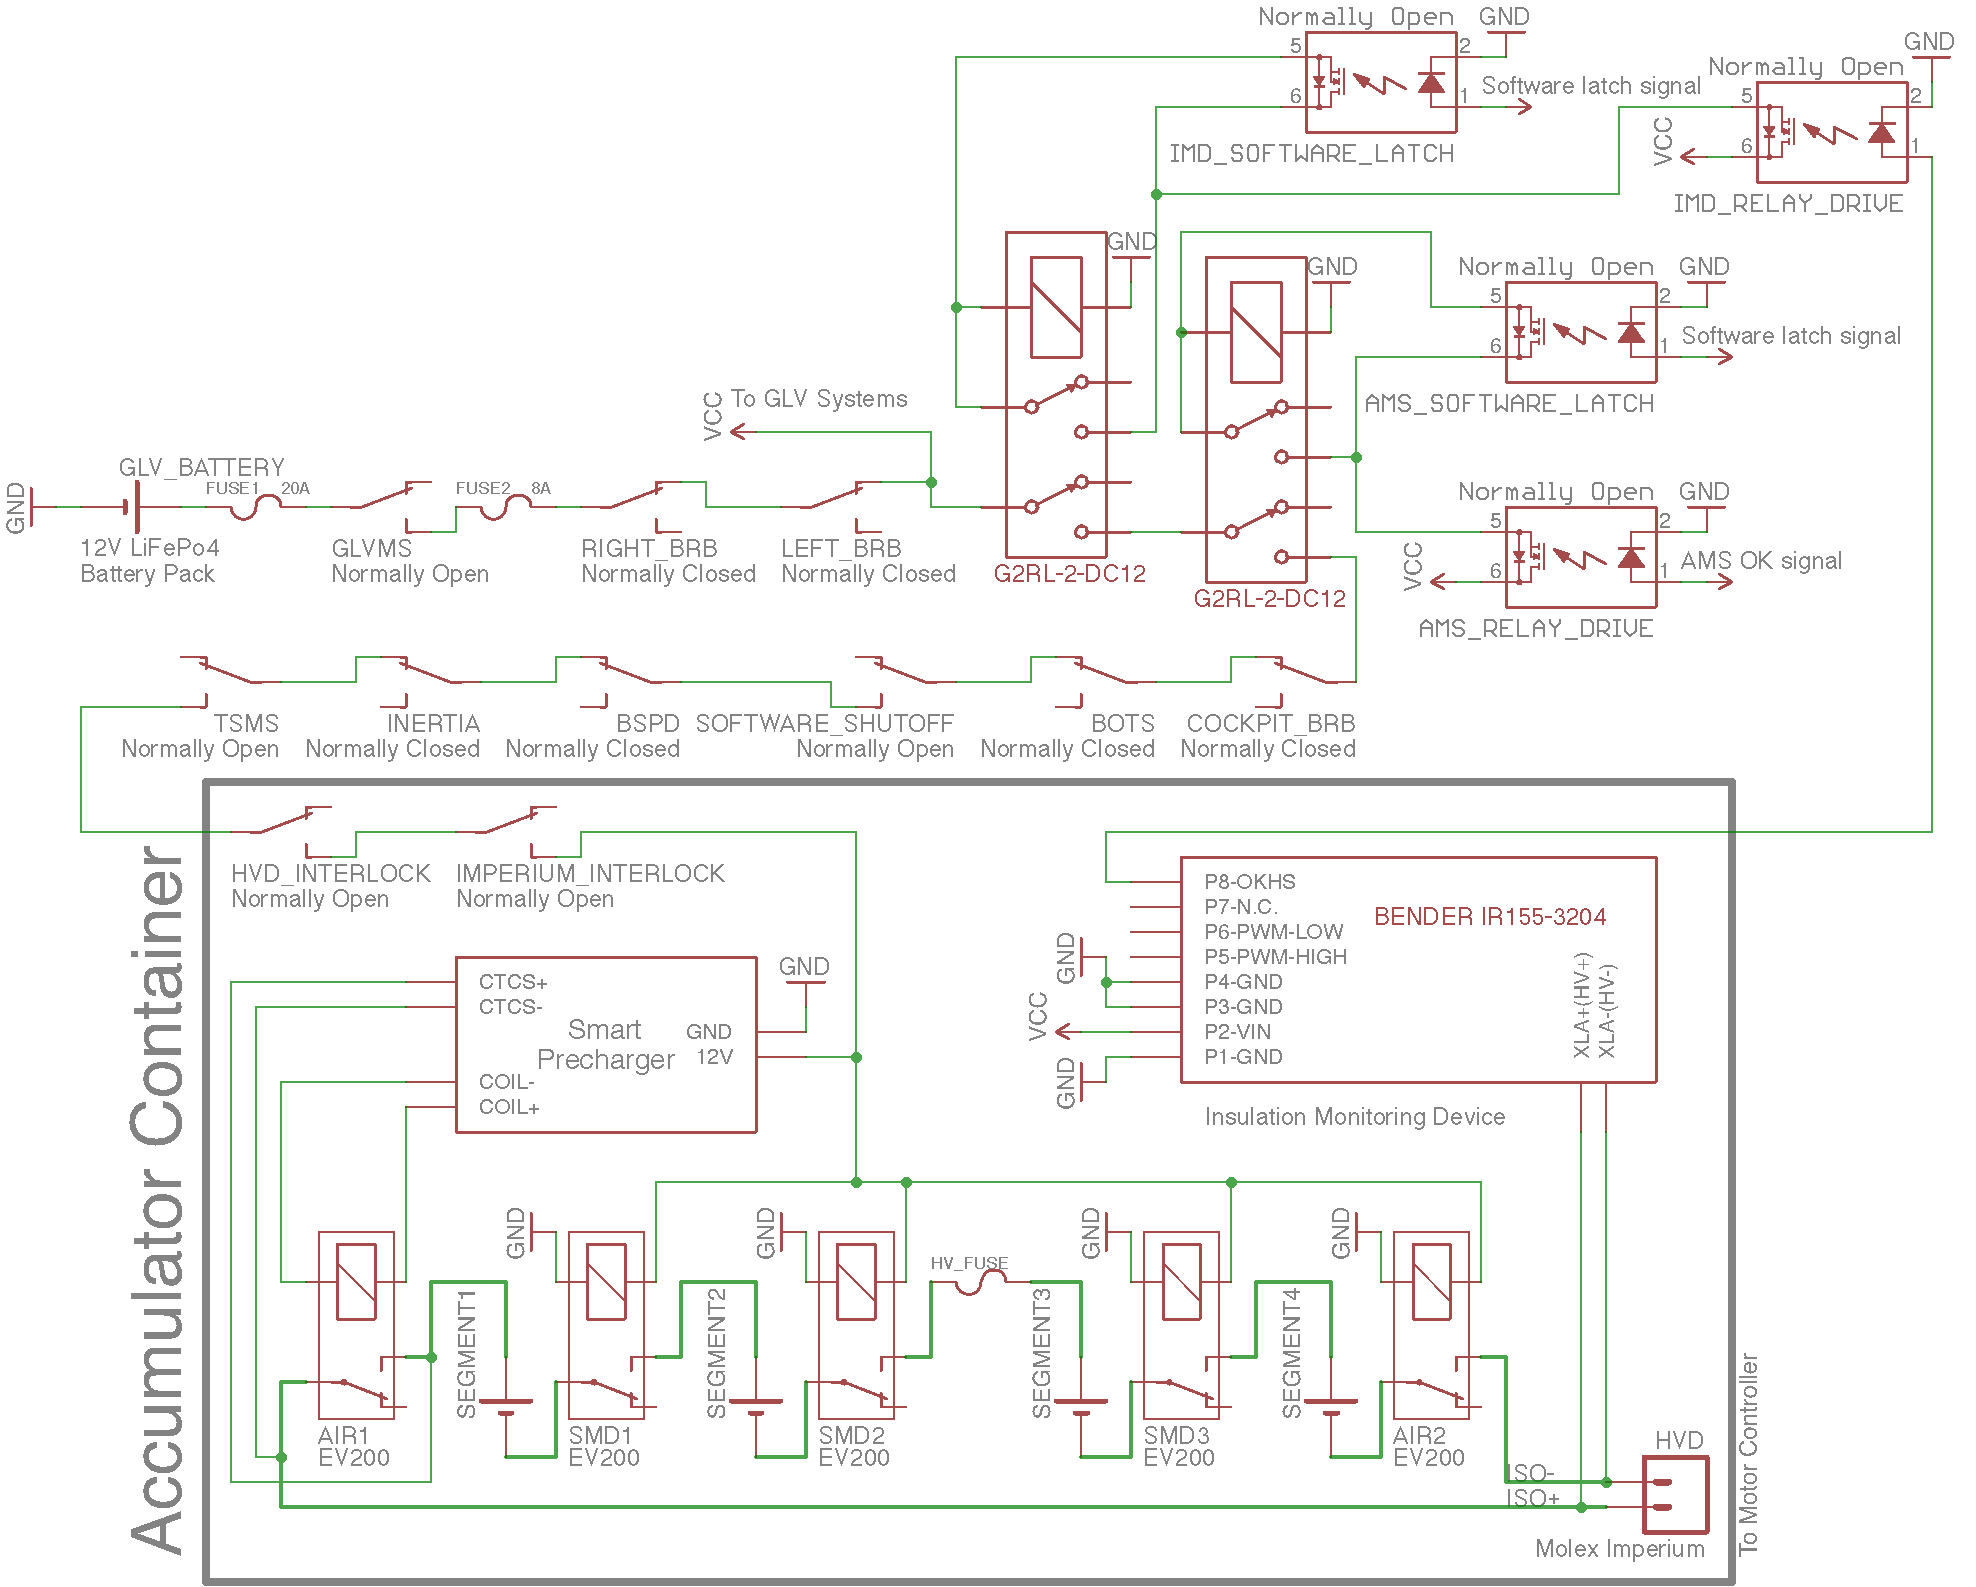 Normally Open
GND
5
2
6
1
Software latch signal
IMD_SOFTWARE_LATCH
Normally Open
GND
5
2
VCC
6
1
IMD_RELAY_DRIVE
GND
G2RL-2-DC12
GND
G2RL-2-DC12
Normally Open
GND
5
2
6
1
Software latch signal
AMS_SOFTWARE_LATCH
Normally Open
GND
5
2
VCC
6
1
AMS OK signal
AMS_RELAY_DRIVE
VCC
To GLV Systems
GND
GLV_BATTERY
12V LiFePo4
Battery Pack
FUSE1
20A
GLVMS
Normally Open
FUSE2
8A
RIGHT_BRB
Normally Closed
LEFT_BRB
Normally Closed
TSMS
Normally Open
INERTIA
Normally Closed
BSPD
Normally Closed
SOFTWARE_SHUTOFF
Normally Open
BOTS
Normally Closed
COCKPIT_BRB
Normally Closed
Accumulator Container
HVD_INTERLOCK
Normally Open
IMPERIUM_INTERLOCK
Normally Open
CTCS+
CTCS-
Smart
Precharger
GND
12V
COIL-
COIL+
GND
P8-OKHS
P7-N.C.
P6-PWM-LOW
P5-PWM-HIGH
P4-GND
P3-GND
P2-VIN
P1-GND
BENDER IR155-3204
XLA+(HV+)
XLA-(HV-)
GND
VCC
GND
Insulation Monitoring Device
AIR1
EV200
SEGMENT1
GND
SMD1
EV200
SEGMENT2
GND
SMD2
EV200
HV_FUSE
SEGMENT3
GND
SMD3
EV200
SEGMENT4
GND
AIR2
EV200
ISO-
ISO+
HVD
Molex Imperium
To Motor Controller